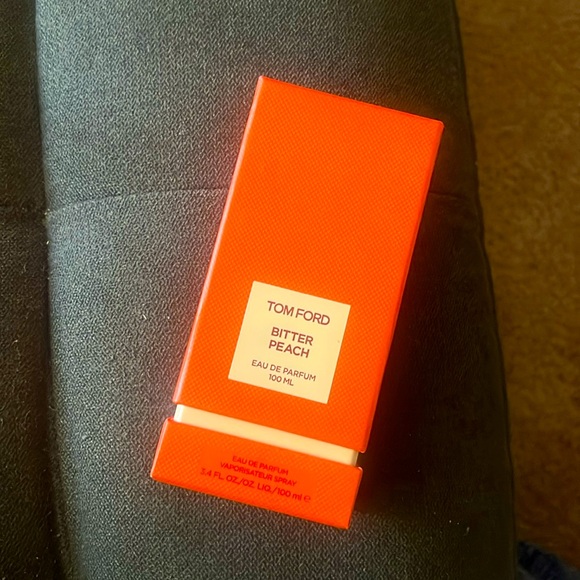 TOM FORD
BITTER
PEACH
EAU DE PARFUM
100 ML
EAU DE PARFUM
VAPORISATEUR SPRAY
3.4 FL. OZ./OZ. LIQ./100 ml ℮